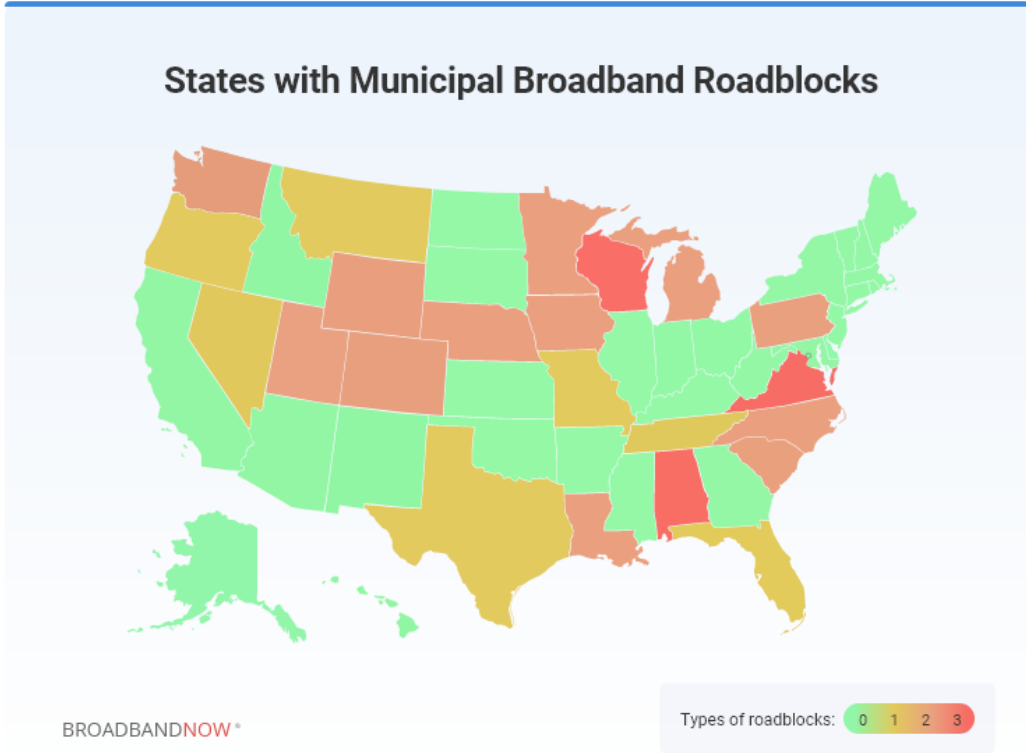 States with Municipal Broadband Roadblocks
Types of roadblocks: 0 1 2 3
BROADBANDNOW®